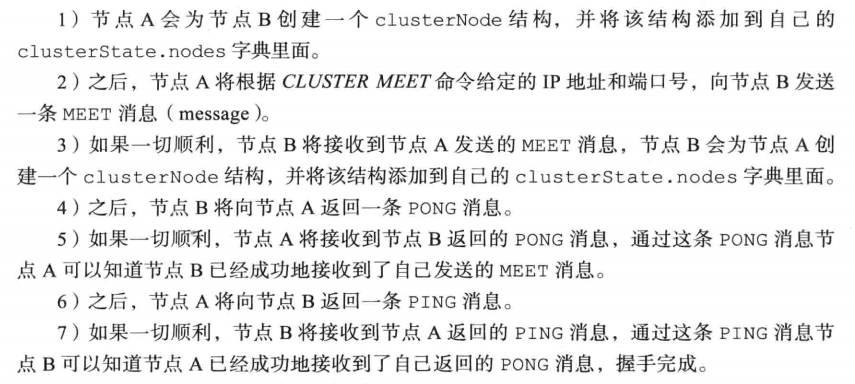 1）节点 A 会为节点 B 创建一个 clusterNode 结构，并将该结构添加到自己的
clusterState.nodes 字典里面。
2）之后，节点 A 将根据 CLUSTER MEET 命令给定的 IP 地址和端口号，向节点 B 发送
一条 MEET 消息（message）。
3）如果一切顺利，节点 B 将接收到节点 A 发送的 MEET 消息，节点 B 会为节点 A 创
建一个 clusterNode 结构，并将该结构添加到自己的 clusterState.nodes 字典里面。
4）之后，节点 B 将向节点 A 返回一条 PONG 消息。
5）如果一切顺利，节点 A 将接收到节点 B 返回的 PONG 消息，通过这条 PONG 消息节
点 A 可以知道节点 B 已经成功地接收到了自己发送的 MEET 消息。
6）之后，节点 A 将向节点 B 返回一条 PING 消息。
7）如果一切顺利，节点 B 将接收到节点 A 返回的 PING 消息，通过这条 PING 消息节
点 B 可以知道节点 A 已经成功地接收到了自己返回的 PONG 消息，握手完成。